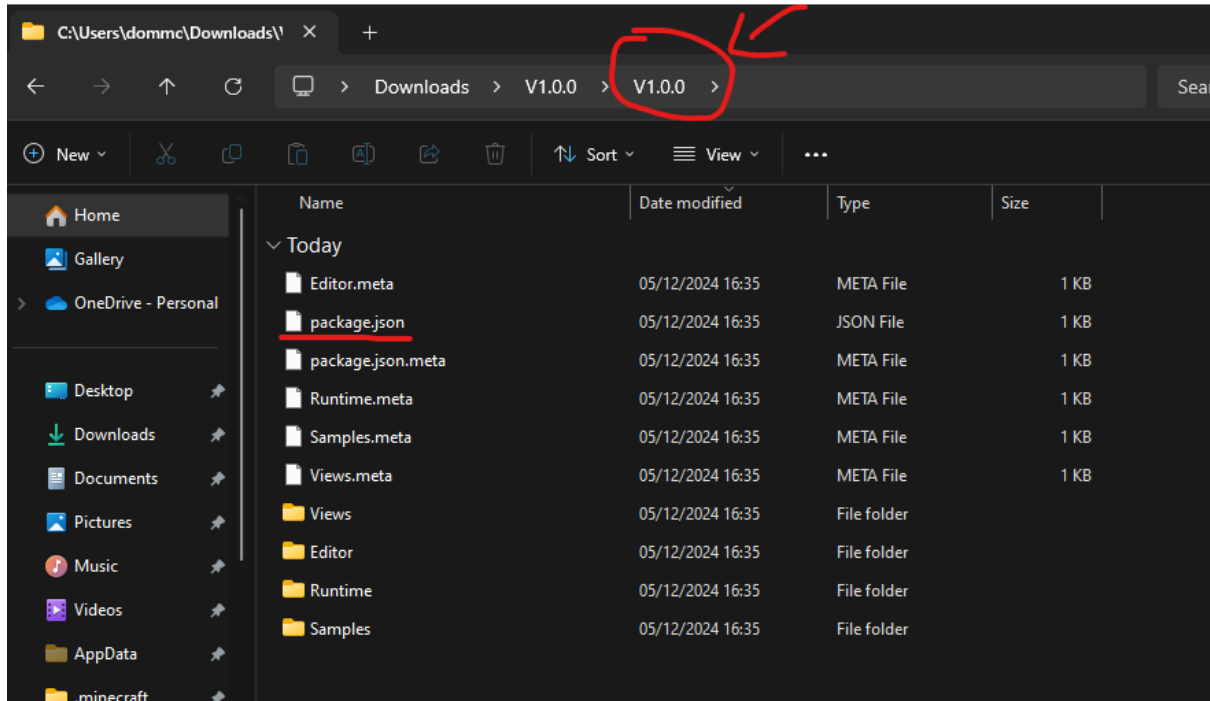 C:\Users\dommc\Downloads\V
Downloads > V1.0.0 > V1.0.0 >
New Sort View
Name Date modified Type Size
Home
Gallery
OneDrive - Personal
Desktop
Downloads
Documents
Pictures
Music
Videos
AppData
.minecraft
Today
Editor.meta 05/12/2024 16:35 META File 1 KB
package.json 05/12/2024 16:35 JSON File 1 KB
package.json.meta 05/12/2024 16:35 META File 1 KB
Runtime.meta 05/12/2024 16:35 META File 1 KB
Samples.meta 05/12/2024 16:35 META File 1 KB
Views.meta 05/12/2024 16:35 META File 1 KB
Views 05/12/2024 16:35 File folder
Editor 05/12/2024 16:35 File folder
Runtime 05/12/2024 16:35 File folder
Samples 05/12/2024 16:35 File folder